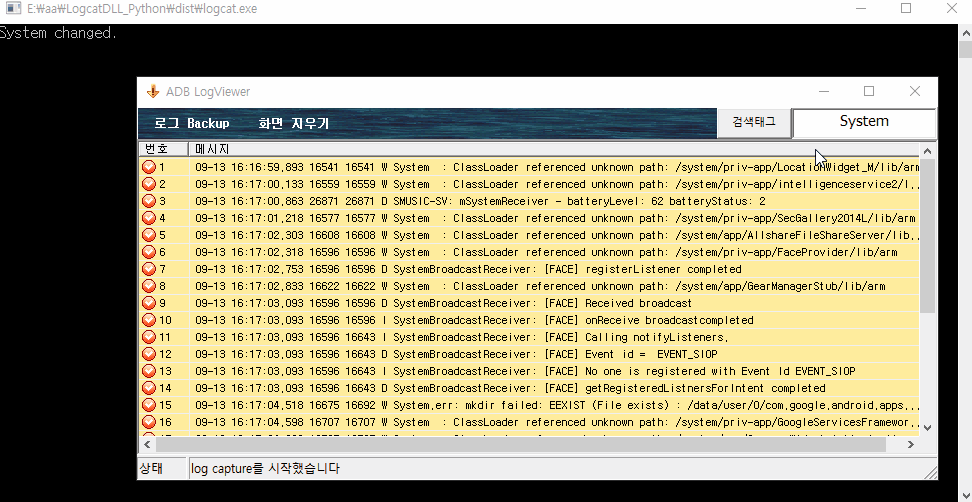 E:₩aa₩LogcatDLL_Python₩dist₩logcat.exe
System changed.
ADB LogViewer
로그 Backup 화면 지우기 검색태그 System
번호 메시지
1 09-13 16:16:59,893 16541 16541 W System : ClassLoader referenced unknown path: /system/priv-app/LocationWidget_M/lib/arm
2 09-13 16:17:00,133 16559 16559 W System : ClassLoader referenced unknown path: /system/priv-app/intelligenceservice2/l...
3 09-13 16:17:00,863 26871 26871 D SMUSIC-SV: mSystemReceiver - batteryLevel: 62 batteryStatus: 2
4 09-13 16:17:01,218 16577 16577 W System : ClassLoader referenced unknown path: /system/priv-app/SecGallery2014L/lib/arm
5 09-13 16:17:02,303 16608 16608 W System : ClassLoader referenced unknown path: /system/app/AllshareFileShareServer/lib...
6 09-13 16:17:02,318 16596 16596 W System : ClassLoader referenced unknown path: /system/priv-app/FaceProvider/lib/arm
7 09-13 16:17:02,753 16596 16596 D SystemBroadcastReceiver: [FACE] registerListener completed
8 09-13 16:17:02,833 16622 16622 W System : ClassLoader referenced unknown path: /system/app/GearManagerStub/lib/arm
9 09-13 16:17:03,093 16596 16596 D SystemBroadcastReceiver: [FACE] Received broadcast
10 09-13 16:17:03,093 16596 16596 I SystemBroadcastReceiver: [FACE] onReceive broadcastcompleted
11 09-13 16:17:03,093 16596 16643 I SystemBroadcastReceiver: [FACE] Calling notifyListeners,
12 09-13 16:17:03,093 16596 16643 D SystemBroadcastReceiver: [FACE] Event id = EVENT_SIOP
13 09-13 16:17:03,093 16596 16643 I SystemBroadcastReceiver: [FACE] No one is registered with Event Id EVENT_SIOP
14 09-13 16:17:03,093 16596 16643 D SystemBroadcastReceiver: [FACE] getRegisteredListnersForIntent completed
15 09-13 16:17:04,518 16675 16692 W System,err: mkdir failed: EEXIST (File exists) : /data/user/0/com,google,android,apps,...
16 09-13 16:17:04,598 16707 16707 W System : ClassLoader referenced unknown path: /system/priv-app/GoogleServicesFramewor...
상태 log capture를 시작했습니다